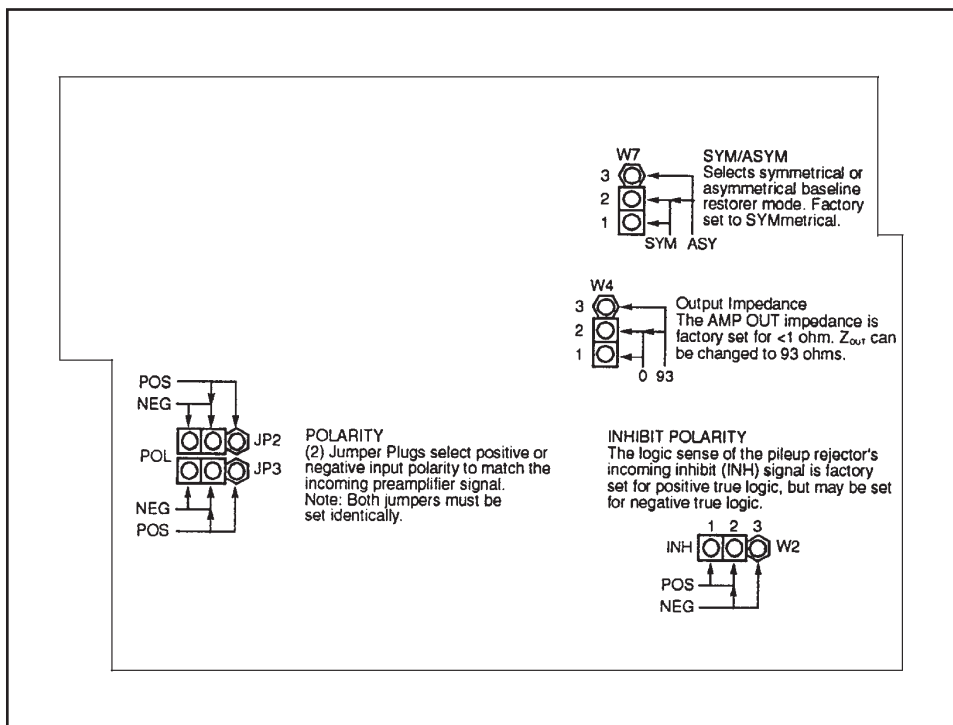 W7
3
2
1
SYM ASY
SYM/ASYM
Selects symmetrical or
asymmetrical baseline
restorer mode. Factory
set to SYMmetrical.
W4
3
2
1
0 93
Output Impedance
The AMP OUT impedance is
factory set for <1 ohm. ZOUT can
be changed to 93 ohms.
POS
NEG
JP2
POL
JP3
NEG
POS
POLARITY
(2) Jumper Plugs select positive or
negative input polarity to match the
incoming preamplifier signal.
Note: Both jumpers must be
set identically.
INHIBIT POLARITY
The logic sense of the pileup rejector's
incoming inhibit (INH) signal is factory
set for positive true logic, but may be set
for negative true logic.
1 2 3
INH W2
POS
NEG